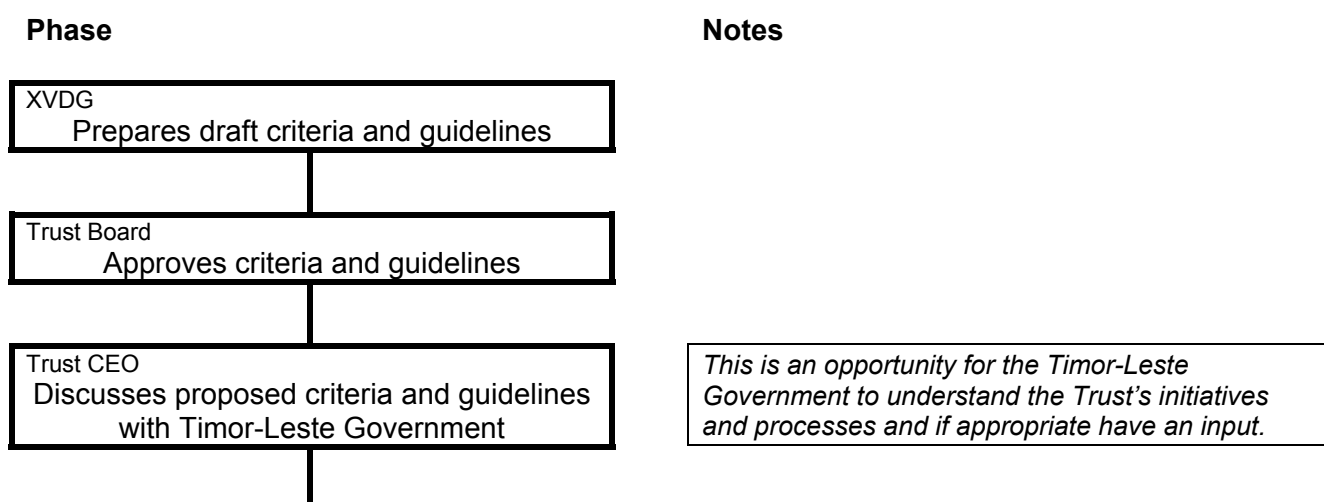 Phase
Notes
XVDG
Prepares draft criteria and guidelines
Trust Board
Approves criteria and guidelines
Trust CEO
Discusses proposed criteria and guidelines
with Timor-Leste Government
This is an opportunity for the Timor-Leste
Government to understand the Trust’s initiatives
and processes and if appropriate have an input.